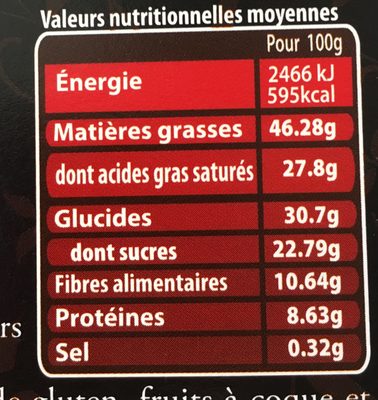 Valeurs nutritionnelles moyennes
Pour 100g
Énergie 2466 kJ
595kcal
Matières grasses 46.28g
dont acides gras saturés 27.8g
Glucides 30.7g
dont sucres 22.79g
Fibres alimentaires 10.64g
Protéines 8.63g
rs
Sel 0.32g
de gluten, fruits à coque et